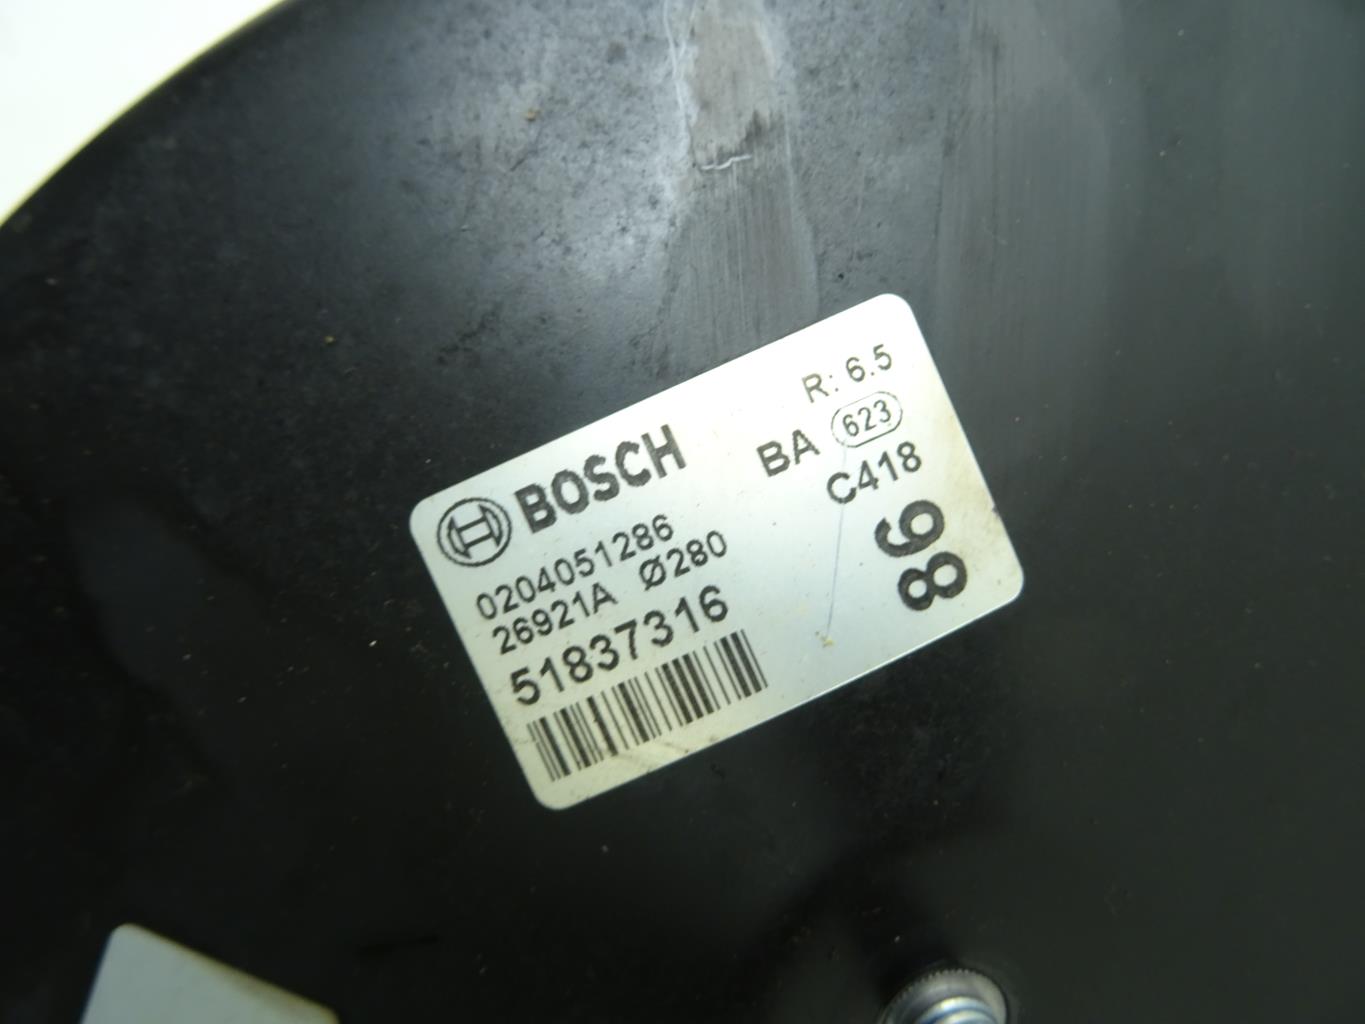 R: 6.5
BOSCH
BA 623
C418
0204051286
26921A Ø280
51837316
86